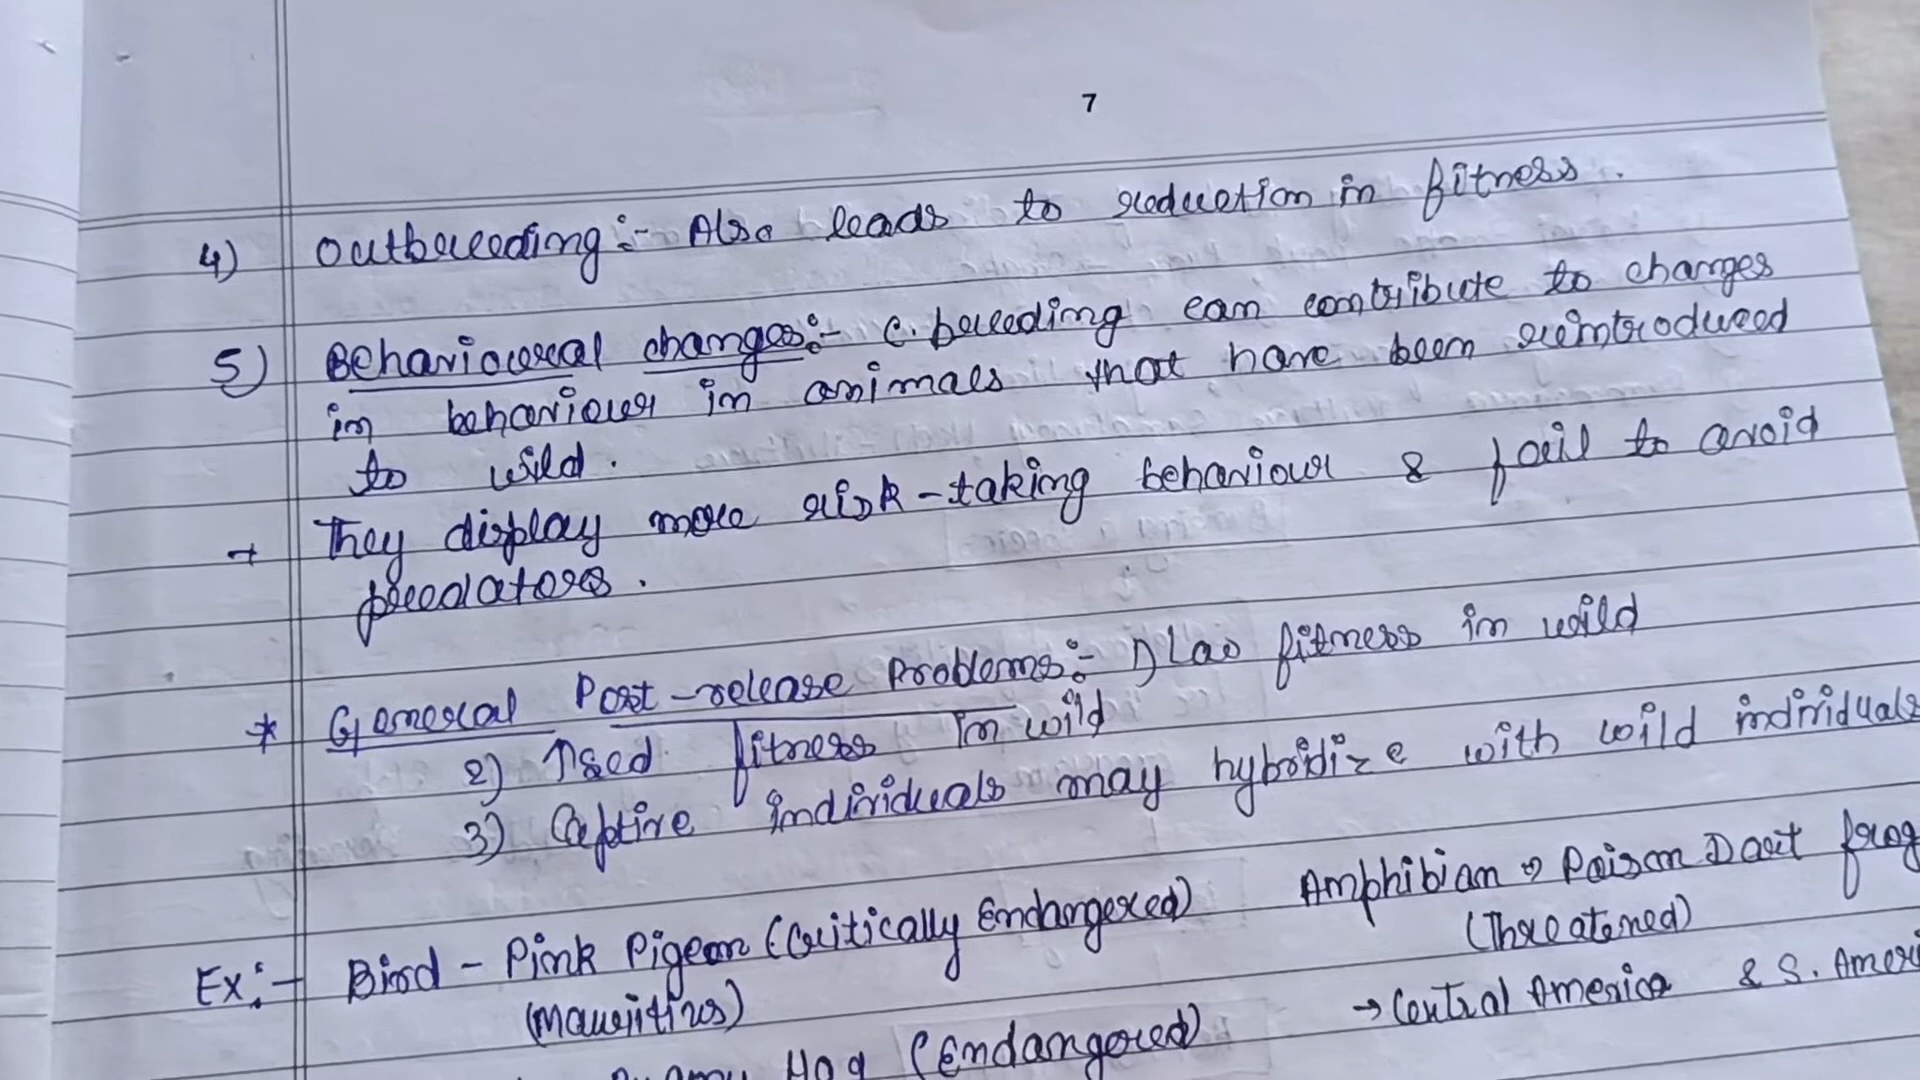 7
4) Outbreeding :- Also leads to reduction in fitness.
5) Behavioural changes :- C. breeding can contribute to changes
in behaviour in animals that have been reintroduced
to wild.
→ They display more risk-taking behaviour & fail to avoid
predators.
* General Post-release Problems :- 1) Low fitness in wild
2) ↑sed fitness in wild
3) Captive individuals may hybridize with wild individuals
Ex :- Bird - Pink Pigeon (Critically Endangered) Amphibian → Poison Dart frog
(Mauritius) (Threatened)
→ Central America & S. Ameri
Hog (Endangered)